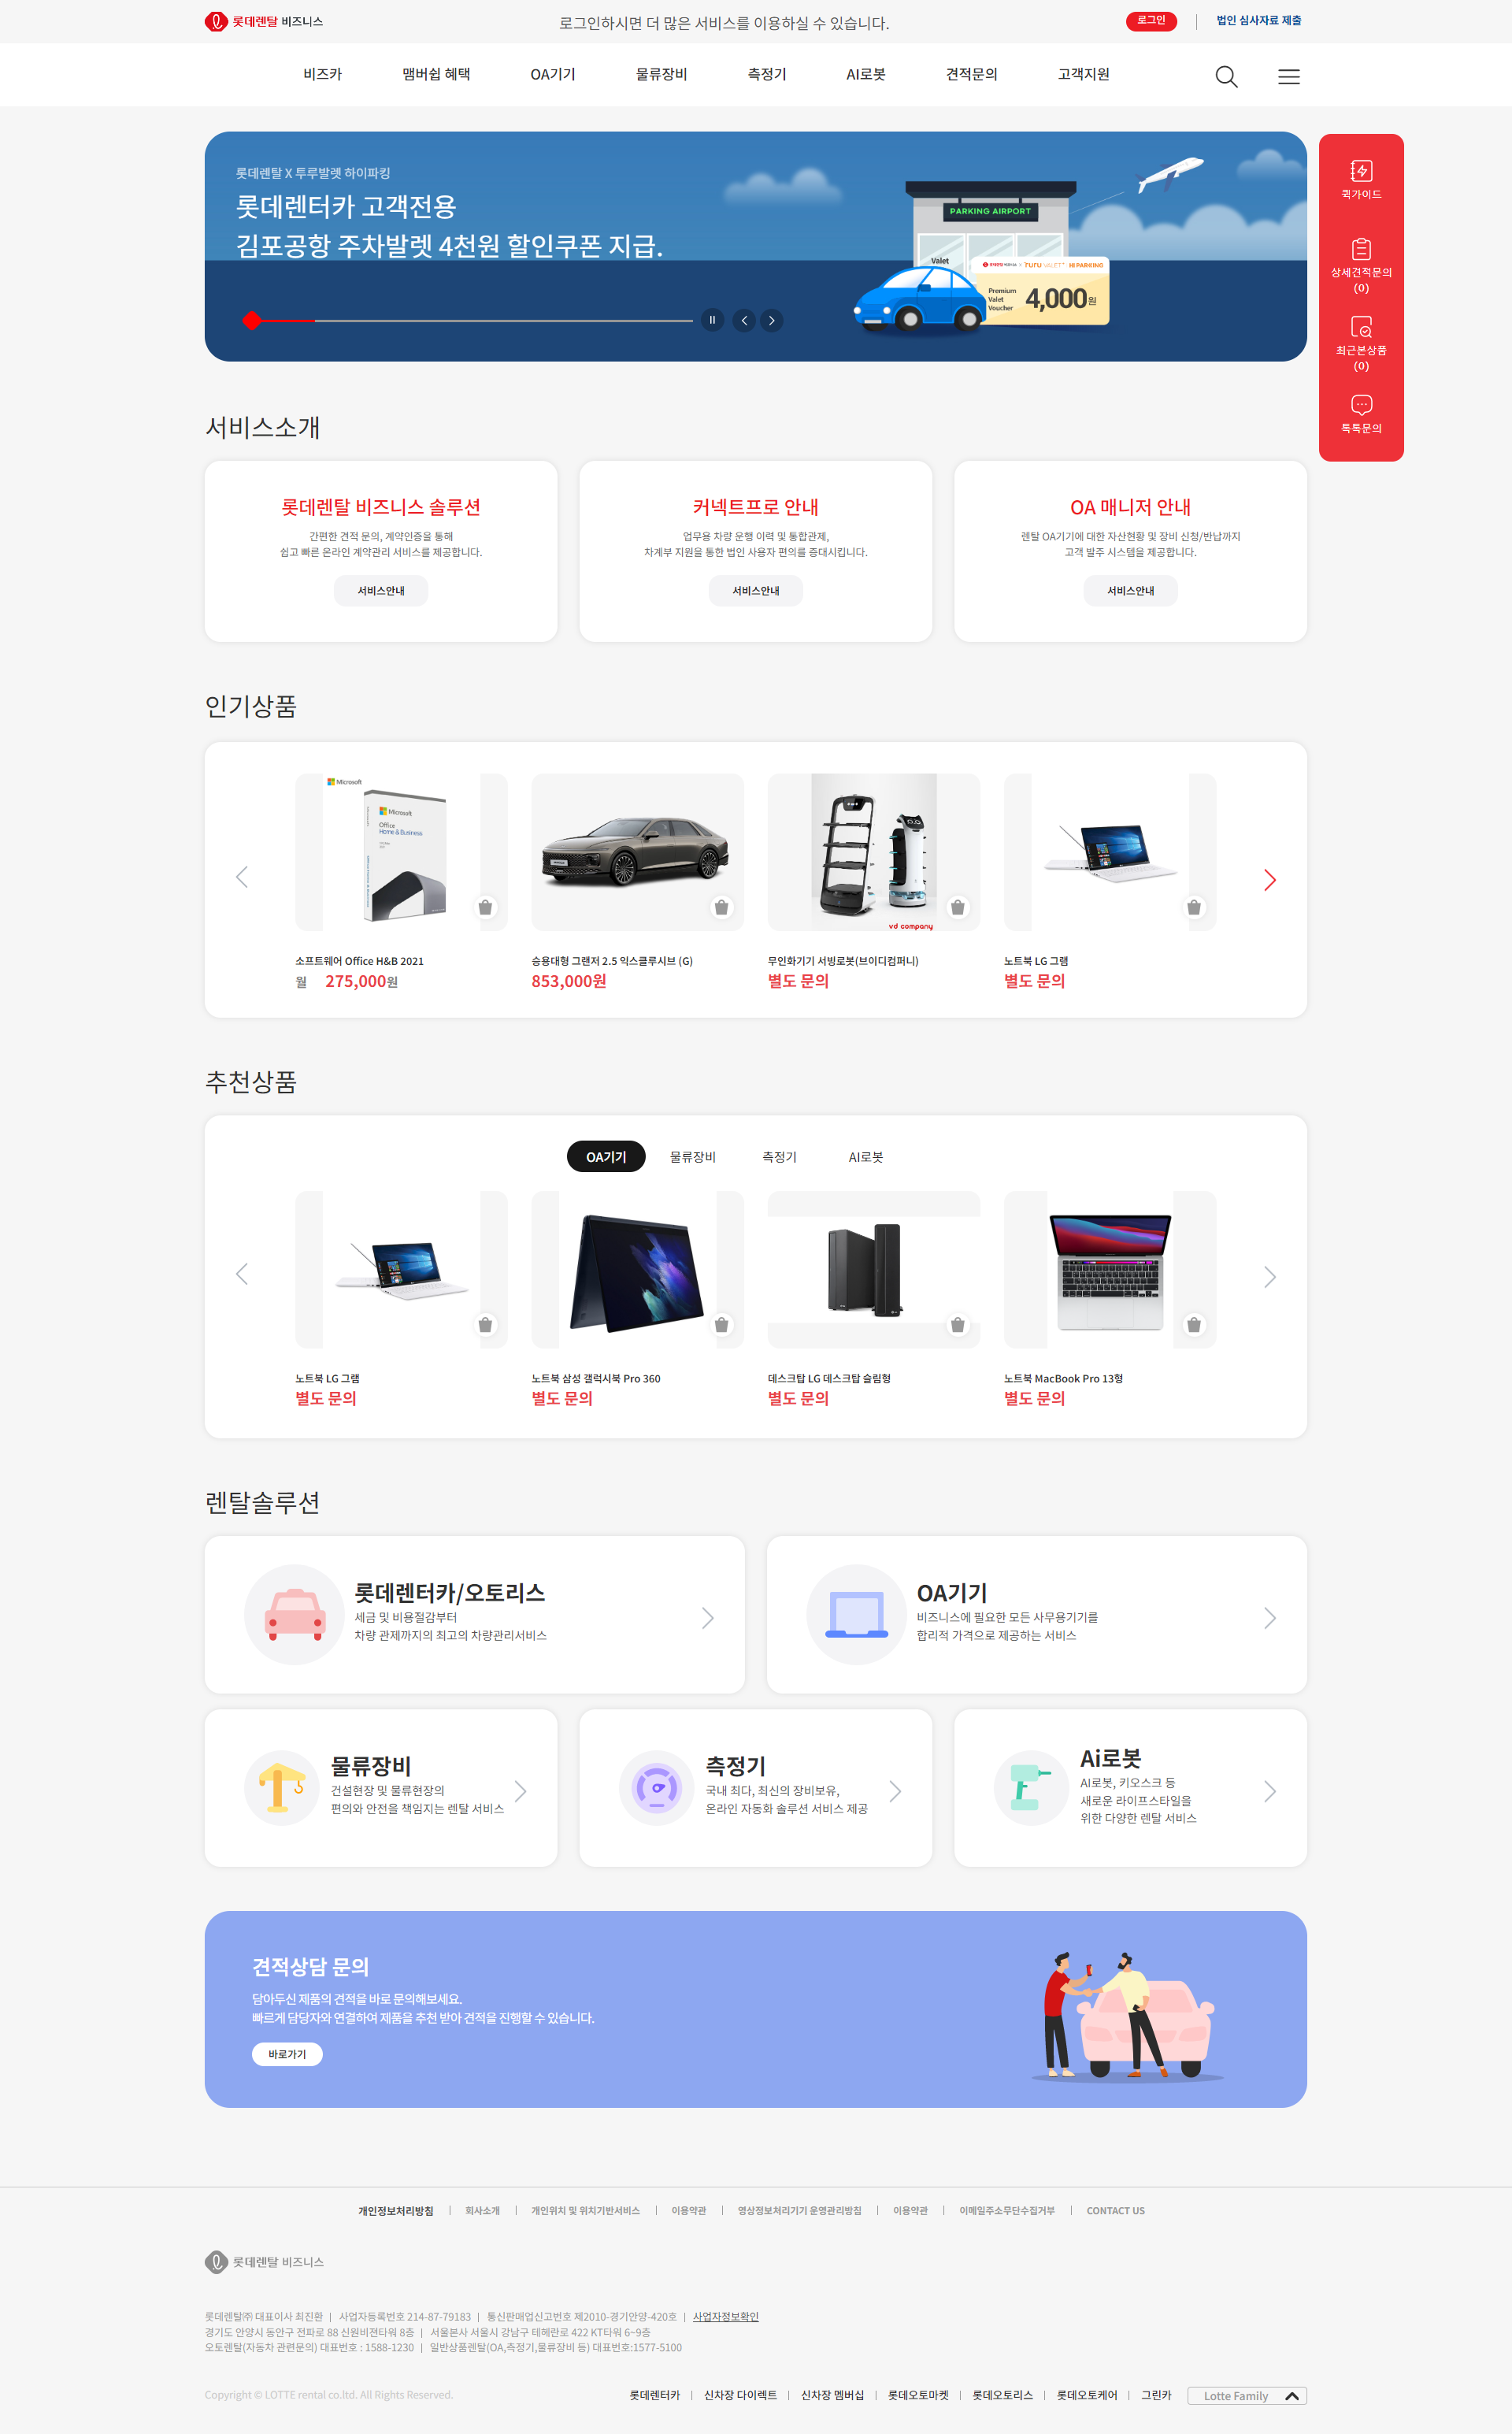 롯데렌탈 비즈니스
로그인하시면 더 많은 서비스를 이용하실 수 있습니다.
로그인
법인 심사자료 제출
비즈카
맴버쉽 혜택
OA기기
물류장비
측정기
AI로봇
견적문의
고객지원
롯데렌탈 X 투루발렛 하이파킹
롯데렌터카 고객전용
김포공항 주차발렛 4천원 할인쿠폰 지급.
PARKING AIRPORT
Valet
HI.PARKING
Premium
Valet
Voucher
4,000원
퀵가이드
상세견적문의
(0)
최근본상품
(0)
톡톡문의
서비스소개
롯데렌탈 비즈니스 솔루션
간편한 견적 문의, 계약인증을 통해
쉽고 빠른 온라인 계약관리 서비스를 제공합니다.
서비스안내
커넥트프로 안내
업무용 차량 운행 이력 및 통합관제,
차계부 지원을 통한 법인 사용자 편의를 증대시킵니다.
서비스안내
OA 매니저 안내
렌탈 OA기기에 대한 자산현황 및 장비 신청/반납까지
고객 발주 시스템을 제공합니다.
서비스안내
인기상품
Microsoft
Microsoft
Office
Home & Business
vd company
소프트웨어 Office H&B 2021
월 275,000원
승용대형 그랜저 2.5 익스클루시브 (G)
853,000원
무인화기기 서빙로봇(브이디컴퍼니)
별도 문의
노트북 LG 그램
별도 문의
추천상품
OA기기
물류장비
측정기
AI로봇
노트북 LG 그램
별도 문의
노트북 삼성 갤럭시북 Pro 360
별도 문의
데스크탑 LG 데스크탑 슬림형
별도 문의
노트북 MacBook Pro 13형
별도 문의
렌탈솔루션
롯데렌터카/오토리스
세금 및 비용절감부터
차량 관제까지의 최고의 차량관리서비스
OA기기
비즈니스에 필요한 모든 사무용기기를
합리적 가격으로 제공하는 서비스
물류장비
건설현장 및 물류현장의
편의와 안전을 책임지는 렌탈 서비스
측정기
국내 최다, 최신의 장비보유,
온라인 자동화 솔루션 서비스 제공
Ai로봇
AI로봇, 키오스크 등
새로운 라이프스타일을
위한 다양한 렌탈 서비스
견적상담 문의
담아두신 제품의 견적을 바로 문의해보세요.
빠르게 담당자와 연결하여 제품을 추천 받아 견적을 진행할 수 있습니다.
바로가기
개인정보처리방침 | 회사소개 | 개인위치 및 위치기반서비스 | 이용약관 | 영상정보처리기기 운영관리방침 | 이용약관 | 이메일주소무단수집거부 | CONTACT US
롯데렌탈 비즈니스
롯데렌탈㈜ 대표이사 최진환 | 사업자등록번호 214-87-79183 | 통신판매업신고번호 제2010-경기안양-420호 | 사업자정보확인
경기도 안양시 동안구 전파로 88 신원비젼타워 8층 | 서울본사 서울시 강남구 테헤란로 422 KT타워 6~9층
오토렌탈(자동차 관련문의) 대표번호 : 1588-1230 | 일반상품렌탈(OA,측정기,물류장비 등) 대표번호:1577-5100
Copyright © LOTTE rental co.ltd. All Rights Reserved.
롯데렌터카 | 신차장 다이렉트 | 신차장 멤버십 | 롯데오토마켓 | 롯데오토리스 | 롯데오토케어 | 그린카
Lotte Family